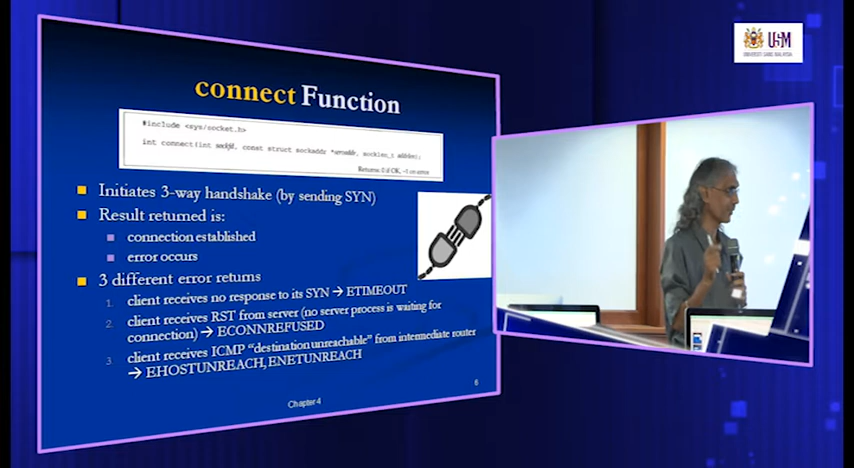 USM
UNIVERSITI SAINS MALAYSIA
connect Function
#include <sys/socket.h>
int connect(int sockfd, const struct sockaddr *servaddr, socklen_t addrlen);
Returns: 0 if OK, -1 on error
Initiates 3-way handshake (by sending SYN)
Result returned is:
connection established
error occurs
3 different error returns
1. client receives no response to its SYN → ETIMEOUT
2. client receives RST from server (no server process is waiting for
connection) → ECONNREFUSED
3. client receives ICMP “destination unreachable” from intermediate router
→ EHOSTUNREACH, ENETUNREACH
6
Chapter 4